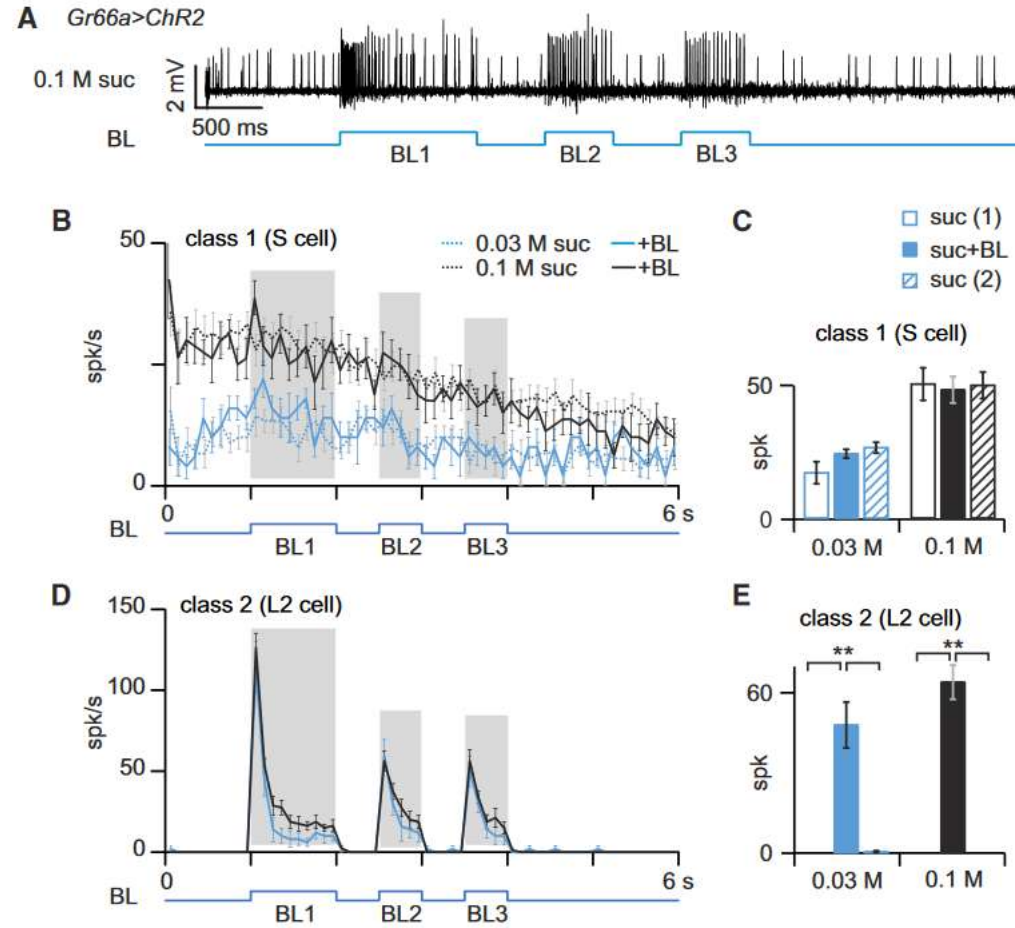 A Gr66a>ChR2
0.1 M suc
2 mV
500 ms
BL
BL1 BL2 BL3
B class 1 (S cell)
0.03 M suc +BL
0.1 M suc +BL
50
spk/s
0
0 6 s
BL
BL1 BL2 BL3
C
suc (1)
suc+BL
suc (2)
class 1 (S cell)
50
spk
0
0.03 M 0.1 M
D class 2 (L2 cell)
150
100
spk/s
50
0
0 6 s
BL
BL1 BL2 BL3
E
class 2 (L2 cell)
** **
60
spk
0
0.03 M 0.1 M